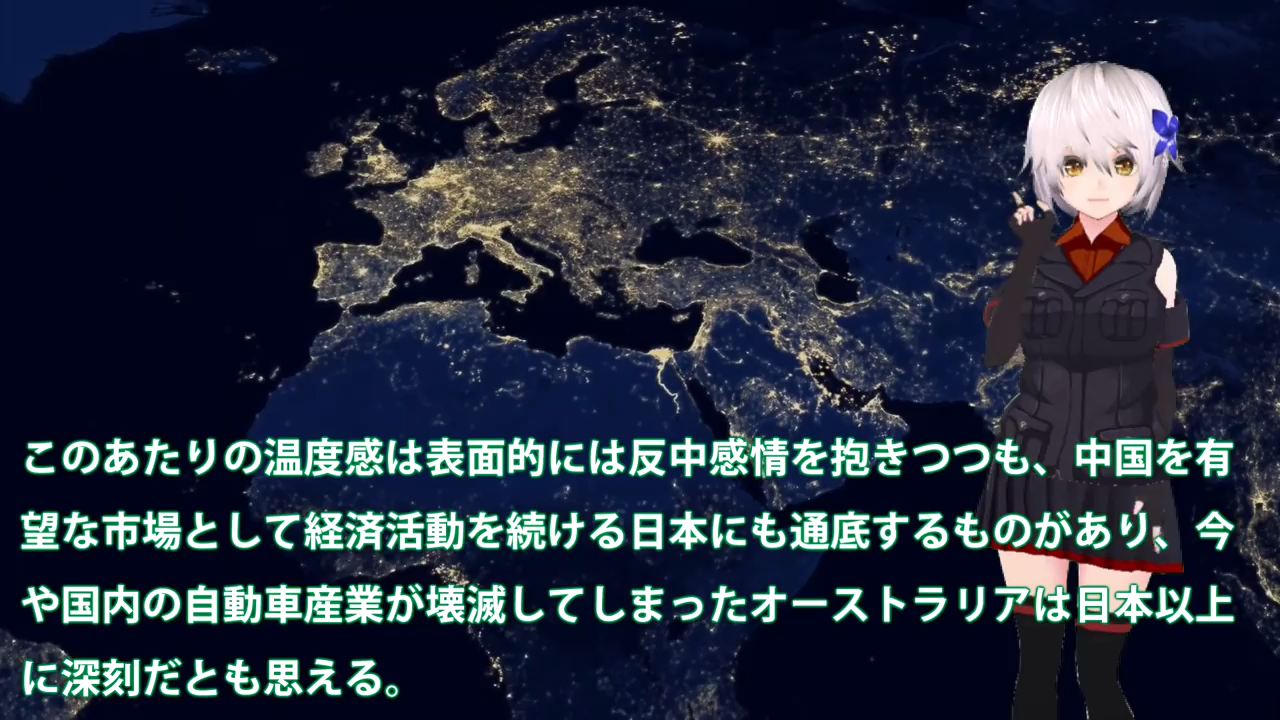 このあたりの温度感は表面的には反中感情を抱きつつも、中国を有
望な市場として経済活動を続ける日本にも通底するものがあり、今
や国内の自動車産業が壊滅してしまったオーストラリアは日本以上
に深刻だとも思える。